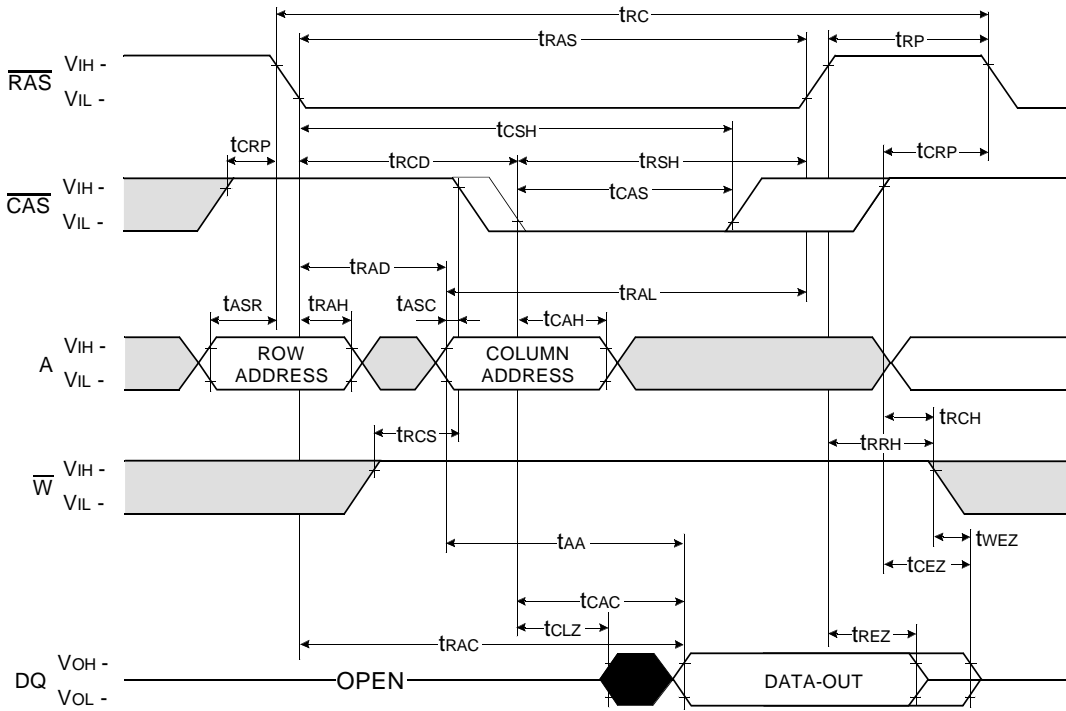 tRC
tRAS
tRP
RAS
VIH -
VIL -
tCSH
tCRP
tRCD
tRSH
tCRP
CAS
VIH -
VIL -
tCAS
tRAD
tRAL
tASR
tRAH
tASC
tCAH
A
VIH -
VIL -
ROW
ADDRESS
COLUMN
ADDRESS
tRCS
tRCH
tRRH
W
VIH -
VIL -
tAA
tWEZ
tCEZ
tCAC
tCLZ
tRAC
tREZ
DQ
VOH -
VOL -
OPEN
DATA-OUT